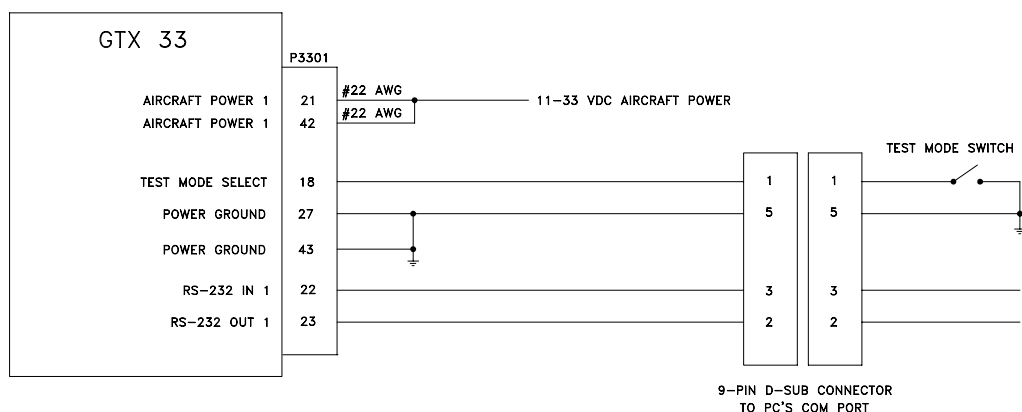 GTX 33
P3301
AIRCRAFT POWER 1 21 #22 AWG 11-33 VDC AIRCRAFT POWER
AIRCRAFT POWER 1 42 #22 AWG
TEST MODE SWITCH
TEST MODE SELECT 18 1 1
POWER GROUND 27 5 5
POWER GROUND 43
RS-232 IN 1 22 3 3
RS-232 OUT 1 23 2 2
9-PIN D-SUB CONNECTOR
TO PC'S COM PORT